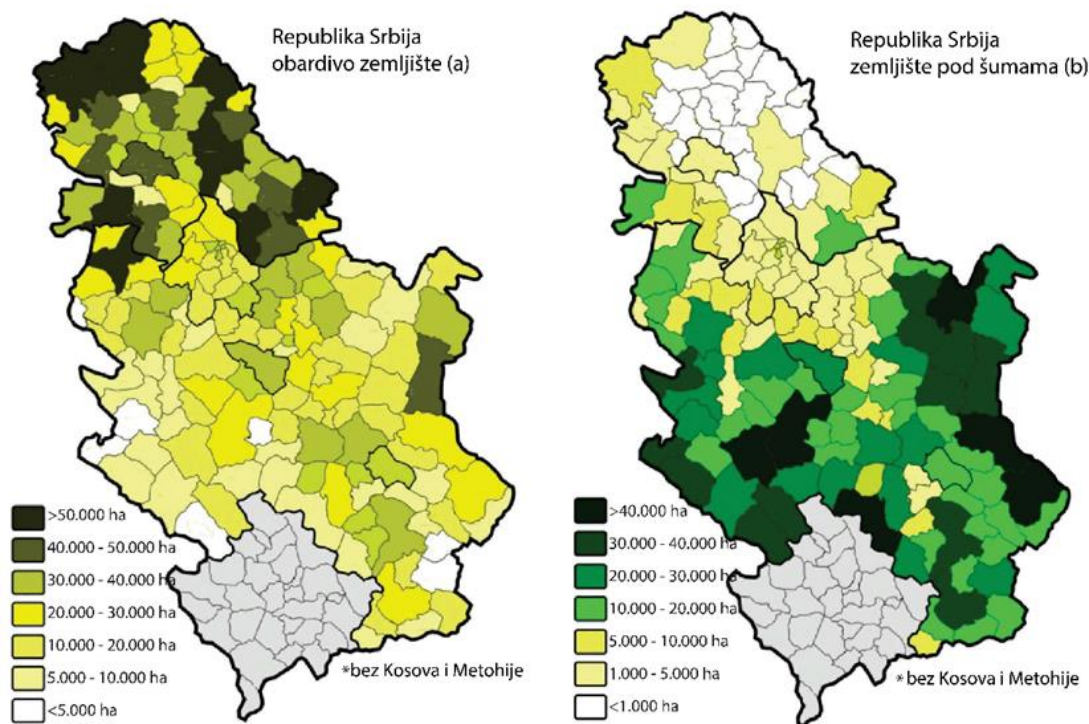 Republika Srbija
obardivo zemljište (a)
>50.000 ha
40.000 - 50.000 ha
30.000 - 40.000 ha
20.000 - 30.000 ha
10.000 - 20.000 ha
5.000 - 10.000 ha
<5.000 ha
*bez Kosova i Metohije
Republika Srbija
zemljište pod šumama (b)
>40.000 ha
30.000 - 40.000 ha
20.000 - 30.000 ha
10.000 - 20.000 ha
5.000 - 10.000 ha
1.000 - 5.000 ha
<1.000 ha
*bez Kosova i Metohije